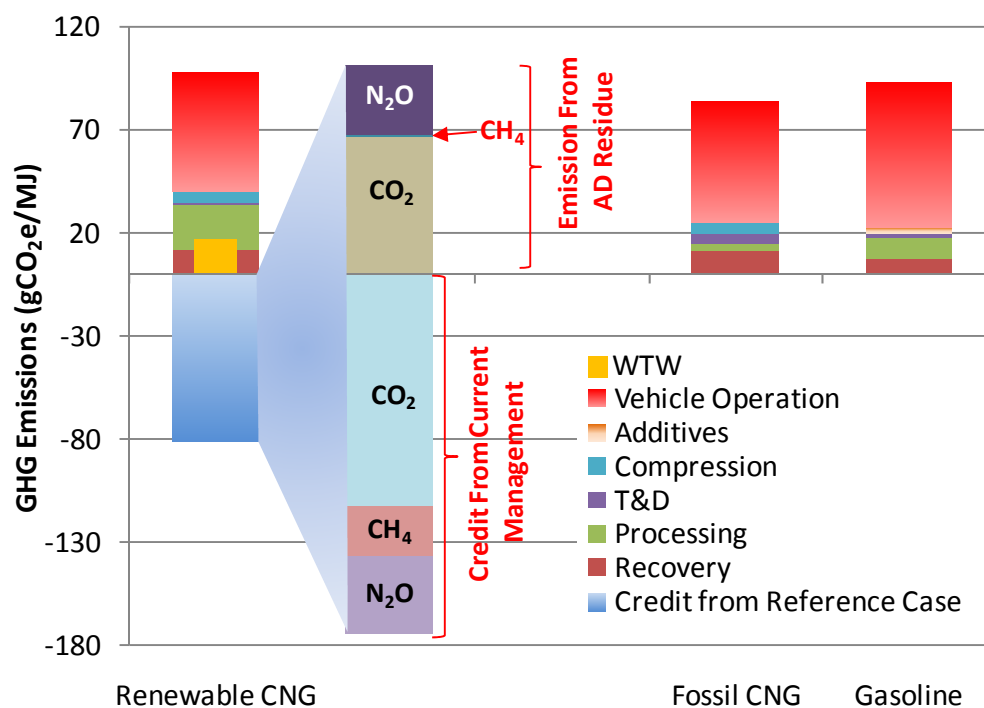 GHG Emissions (gCO₂e/MJ)
120
70
20
-30
-80
-130
-180
N₂O
CH₄
CO₂
Emission From
AD Residue
CO₂
CH₄
N₂O
Credit From Current
Management
WTW
Vehicle Operation
Additives
Compression
T&D
Processing
Recovery
Credit from Reference Case
Renewable CNG
Fossil CNG
Gasoline